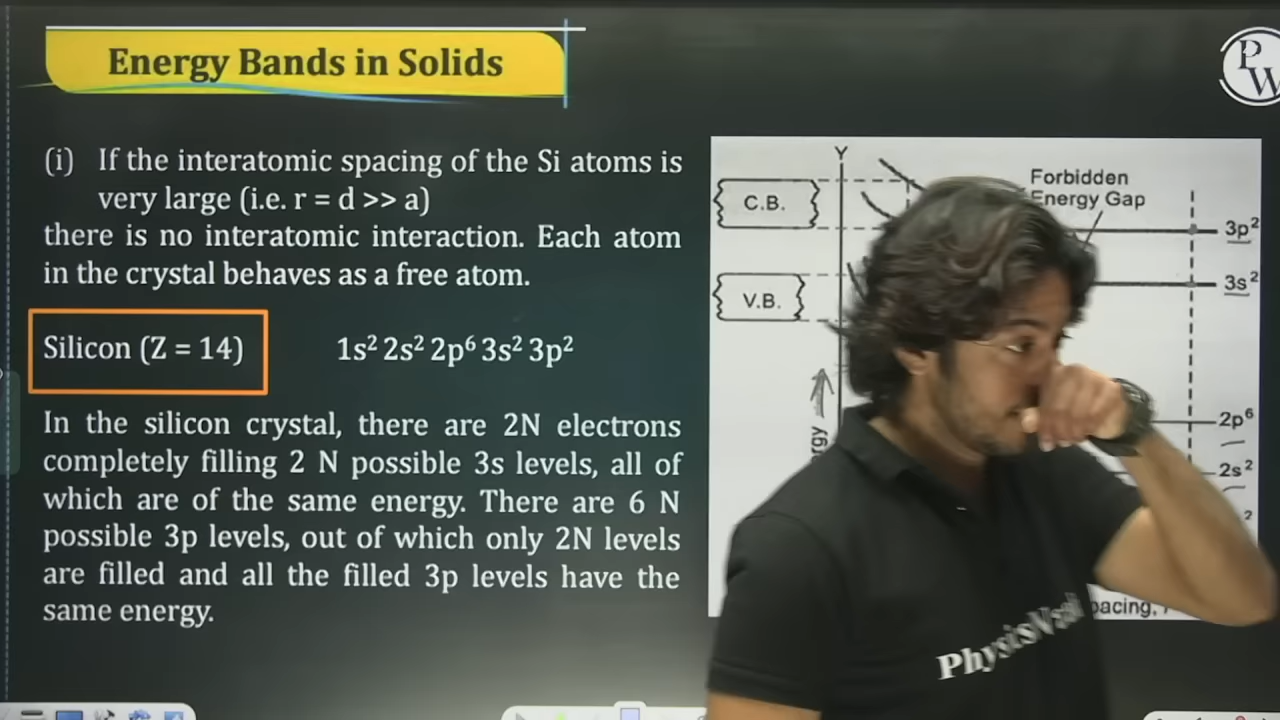 Energy Bands in Solids
PW
(i) If the interatomic spacing of the Si atoms is
very large (i.e. r = d >> a)
there is no interatomic interaction. Each atom
in the crystal behaves as a free atom.
Silicon (Z = 14) 1s² 2s² 2p⁶ 3s² 3p²
In the silicon crystal, there are 2N electrons
completely filling 2 N possible 3s levels, all of
which are of the same energy. There are 6 N
possible 3p levels, out of which only 2N levels
are filled and all the filled 3p levels have the
same energy.
Y
Forbidden
Energy Gap
C.B.
3p²
3s²
V.B.
2p⁶
2s²
2